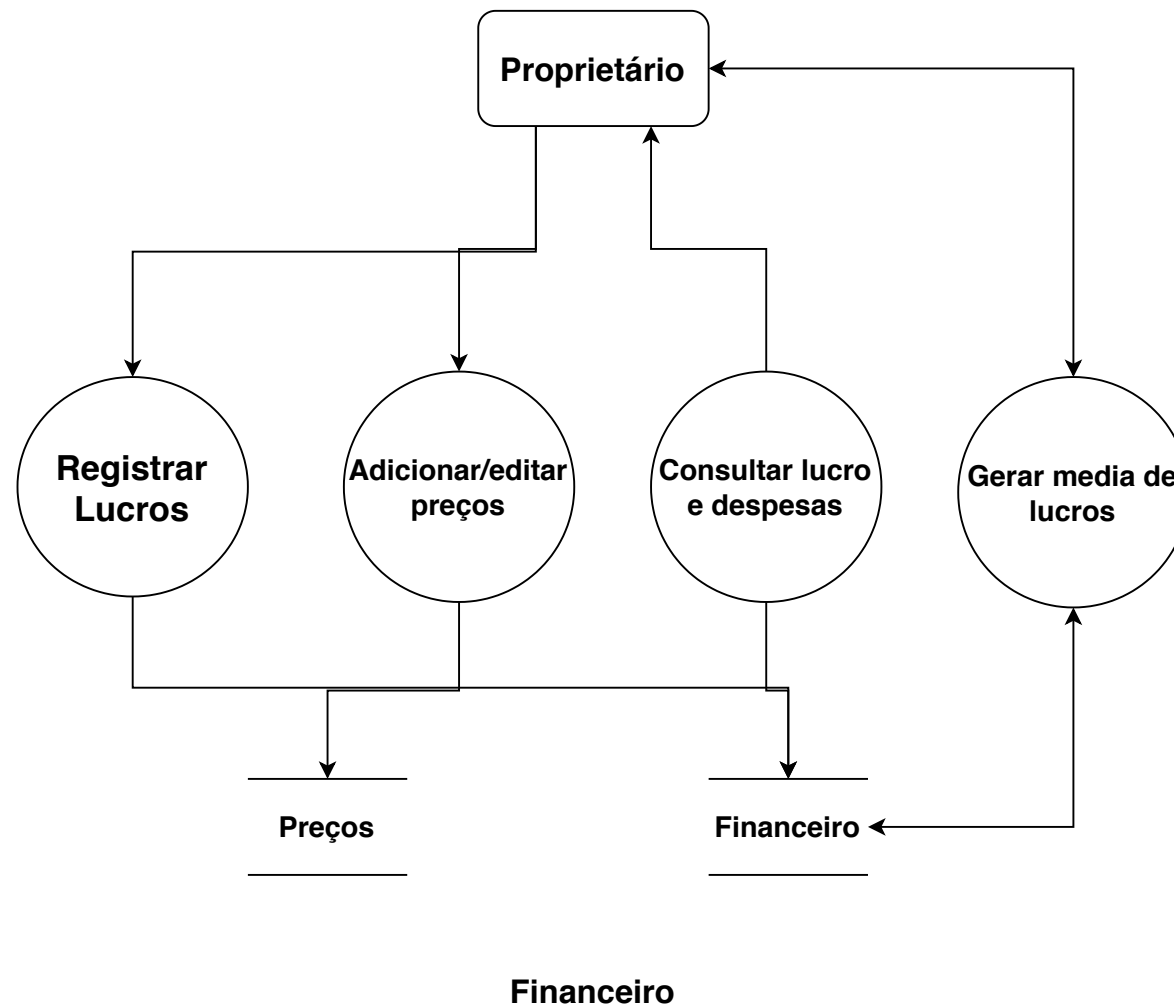 Proprietário
Registrar
Lucros
Adicionar/editar
preços
Consultar lucro
e despesas
Gerar media de
lucros
Preços
Financeiro
Financeiro